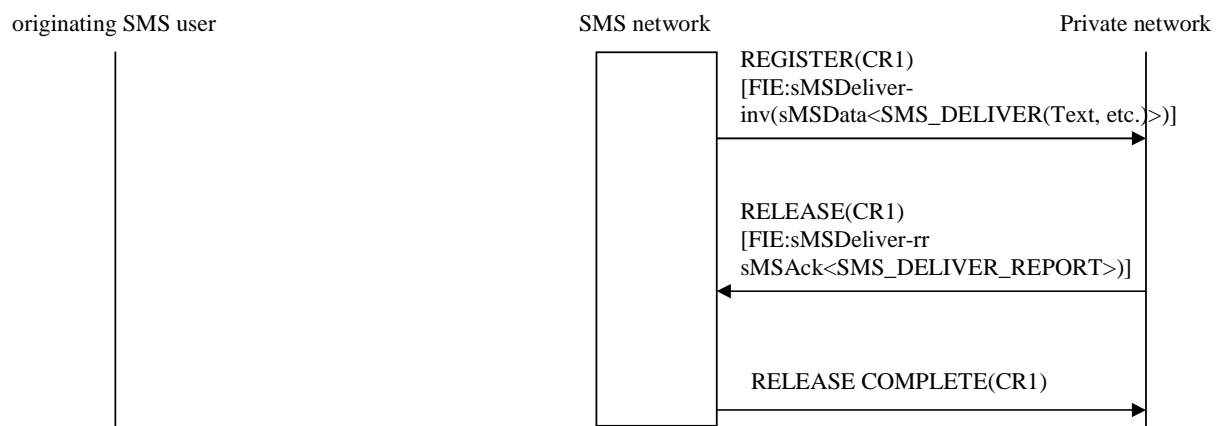 originating SMS user
SMS network
Private network
REGISTER(CR1)
[FIE:sMSDeliver-
inv(sMSData<SMS_DELIVER(Text, etc.)>)]
RELEASE(CR1)
[FIE:sMSDeliver-rr
sMSAck<SMS_DELIVER_REPORT>)]
RELEASE COMPLETE(CR1)